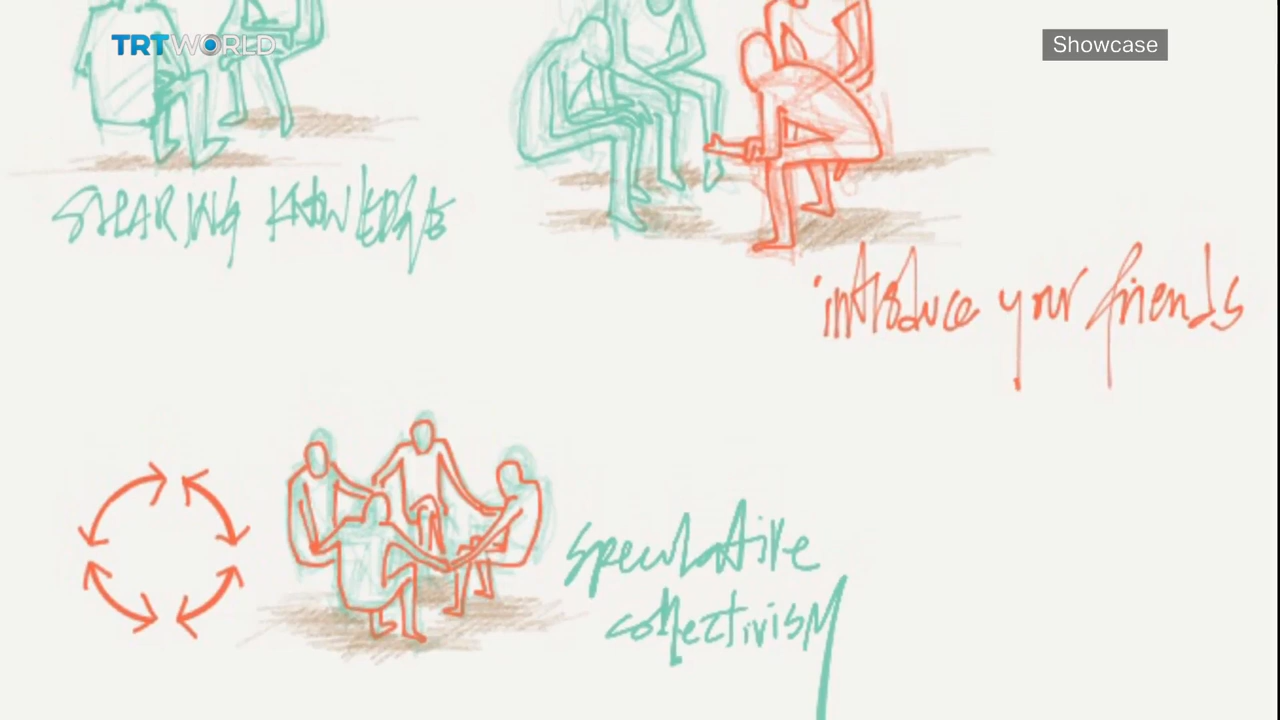 TRT WORLD
Showcase
SHARING KNOWLEDGE
introduce your friends
speculative
collectivism